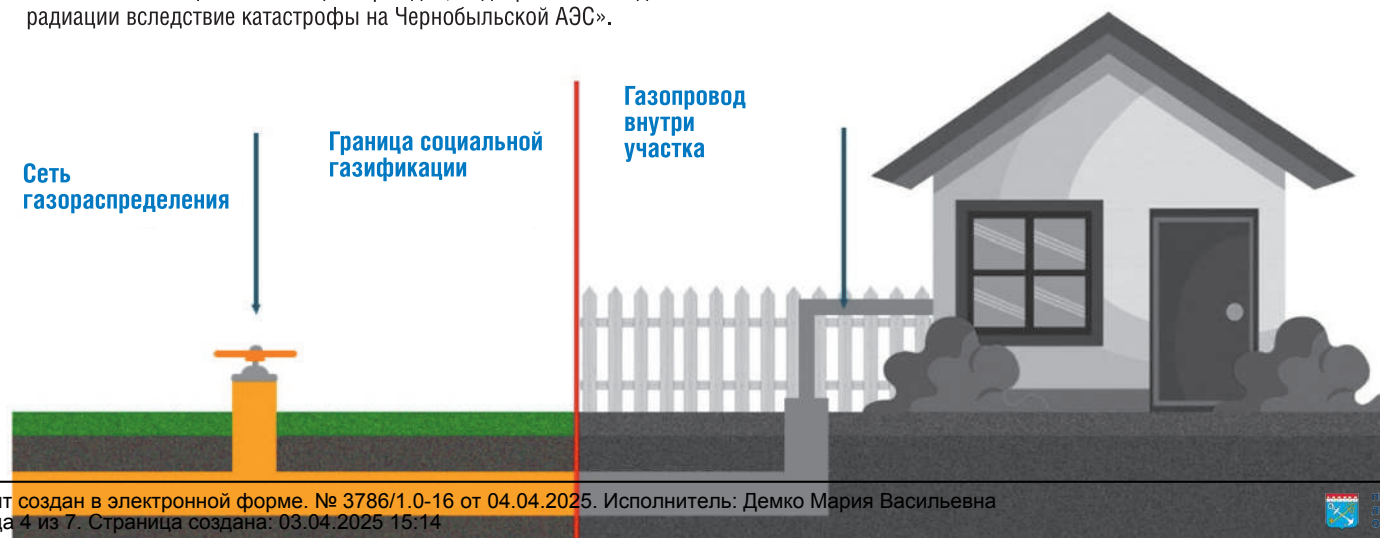 радиации вследствие катастрофы на Чернобыльской АЭС».
Сеть
газораспределения
Граница социальной
газификации
Газопровод
внутри
участка
создан в электронной форме. № 3786/1.0-16 от 04.04.2025. Исполнитель: Демко Мария Васильевна
4 из 7. Страница создана: 03.04.2025 15:14